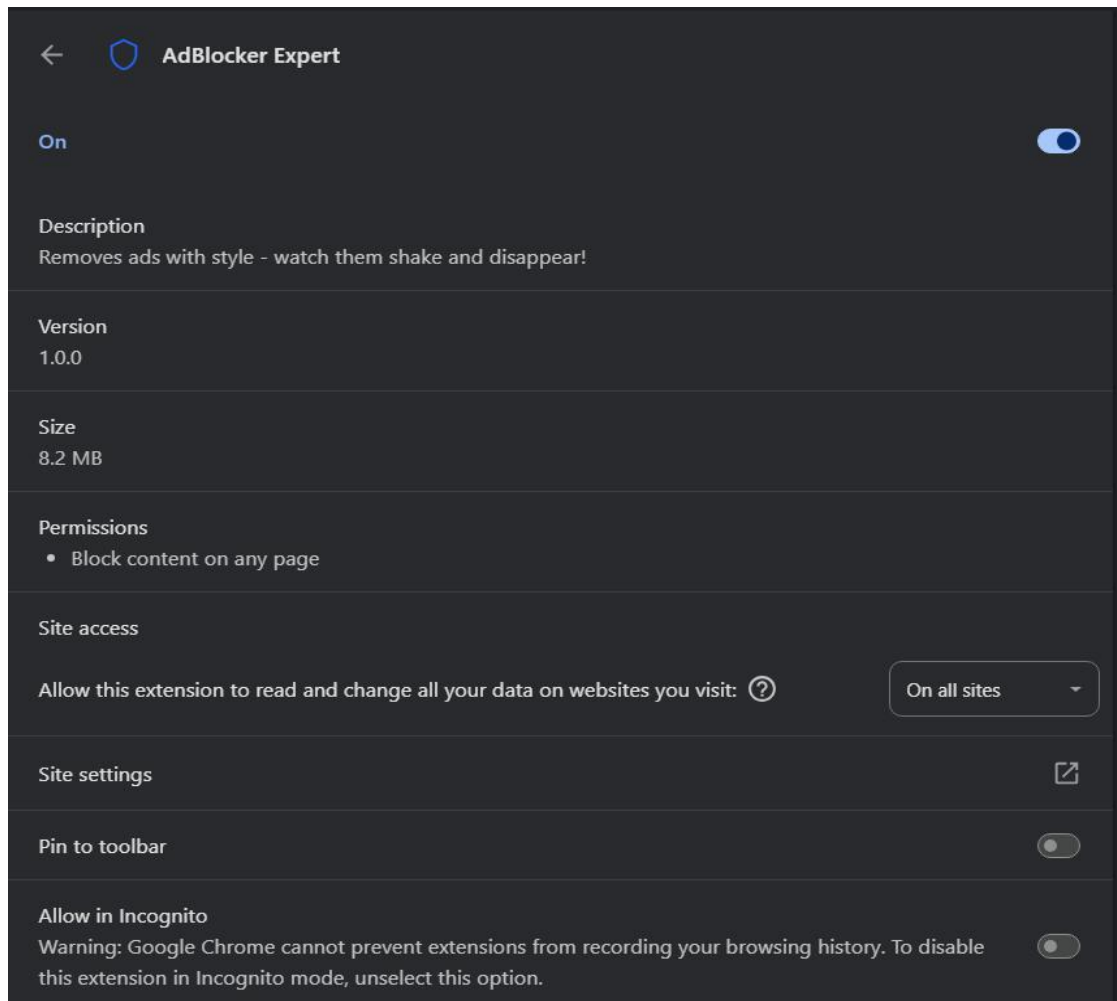 AdBlocker Expert
On
Description
Removes ads with style - watch them shake and disappear!
Version
1.0.0
Size
8.2 MB
Permissions
• Block content on any page
Site access
Allow this extension to read and change all your data on websites you visit: ?
On all sites
Site settings
Pin to toolbar
Allow in Incognito
Warning: Google Chrome cannot prevent extensions from recording your browsing history. To disable
this extension in Incognito mode, unselect this option.